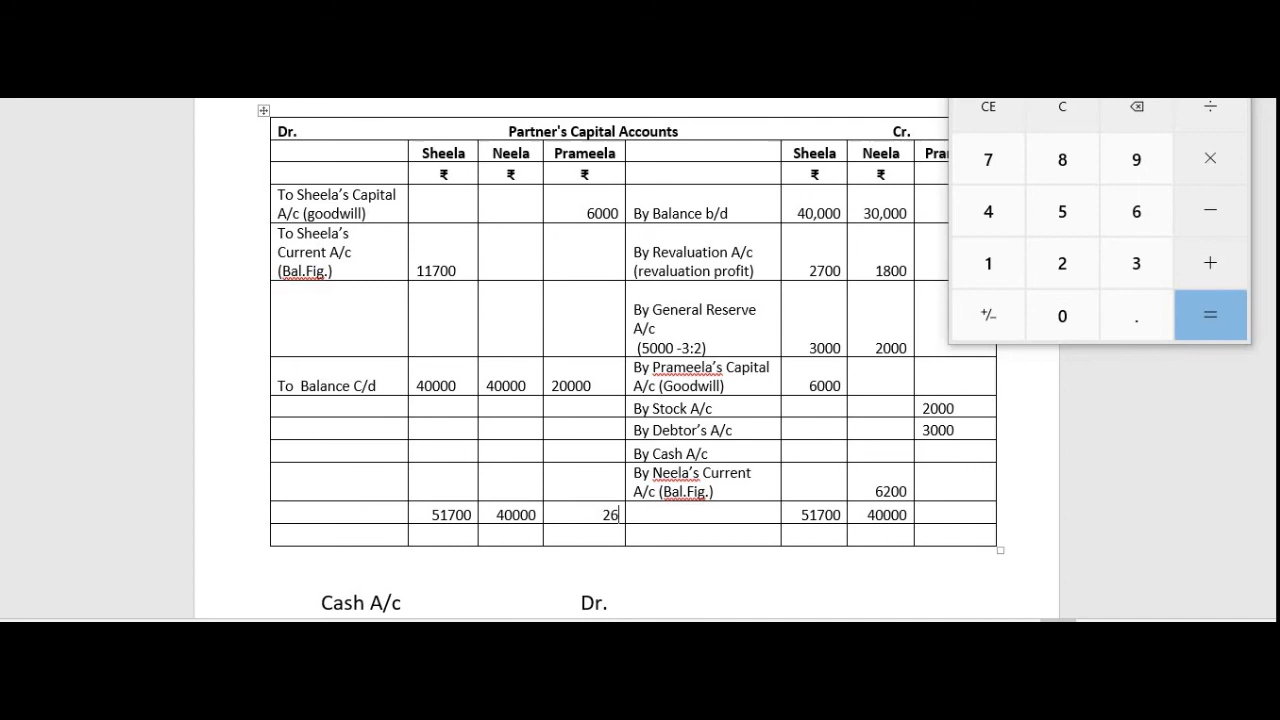 Dr. Partner's Capital Accounts Cr.
Sheela Neela Prameela Sheela Neela
₹ ₹ ₹ ₹ ₹
To Sheela's Capital
A/c (goodwill) 6000 By Balance b/d 40,000 30,000
To Sheela's
Current A/c By Revaluation A/c
(Bal.Fig.) 11700 (revaluation profit) 2700 1800
By General Reserve
A/c
(5000 -3:2) 3000 2000
By Prameela's Capital
To Balance C/d 40000 40000 20000 A/c (Goodwill) 6000
By Stock A/c 2000
By Debtor's A/c 3000
By Cash A/c
By Neela's Current
A/c (Bal.Fig.) 6200
51700 40000 26 51700 40000
Cash A/c Dr.
CE C ÷
7 8 9 ×
4 5 6 −
1 2 3 +
+/− 0 . =